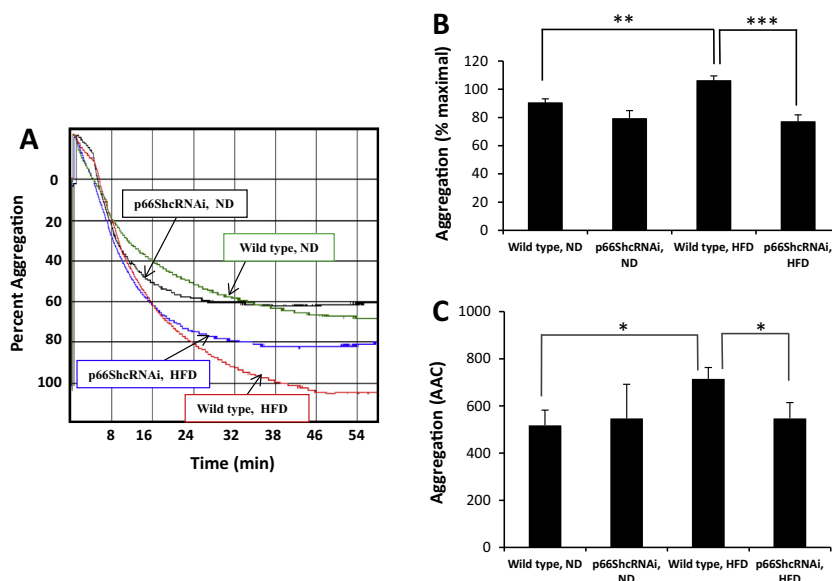 A
Percent Aggregation
0
20
40
60
80
100
p66ShcRNAi, ND
Wild type, ND
p66ShcRNAi, HFD
Wild type, HFD
8 16 24 32 38 46 54
Time (min)
B
Aggregation (% maximal)
120
100
80
60
40
20
0
** ***
Wild type, ND p66ShcRNAi, Wild type, HFD p66ShcRNAi,
ND HFD
C
Aggregation (AAC)
1000
800
600
400
200
0
* *
Wild type, ND p66ShcRNAi, Wild type, HFD p66ShcRNAi,
ND HFD